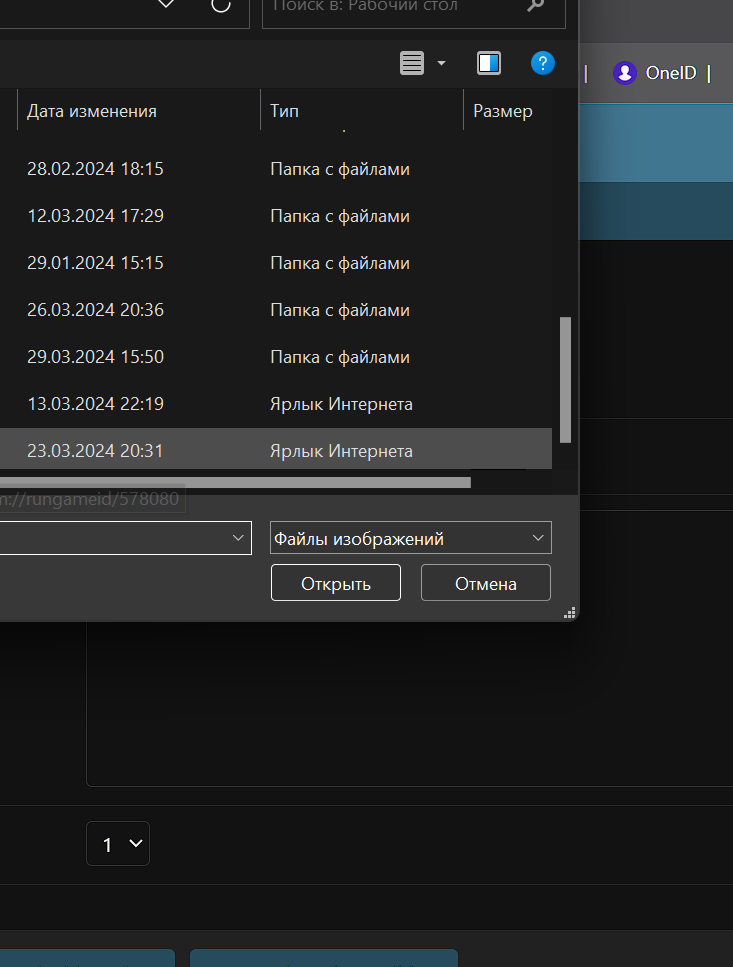 Поиск в: Рабочий стол
OneID |
Дата изменения Тип Размер
28.02.2024 18:15 Папка с файлами
12.03.2024 17:29 Папка с файлами
29.01.2024 15:15 Папка с файлами
26.03.2024 20:36 Папка с файлами
29.03.2024 15:50 Папка с файлами
13.03.2024 22:19 Ярлык Интернета
23.03.2024 20:31 Ярлык Интернета
m://rungameid/578080
Файлы изображений
Открыть Отмена
1